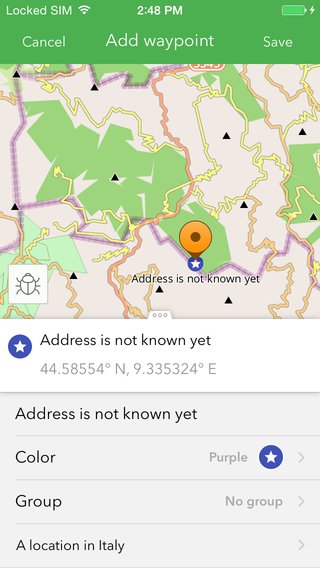 Locked SIM 2:48 PM
Cancel Add waypoint Save
Address is not known yet
Address is not known yet
44.58554° N, 9.335324° E
Address is not known yet
Color Purple
Group No group
A location in Italy